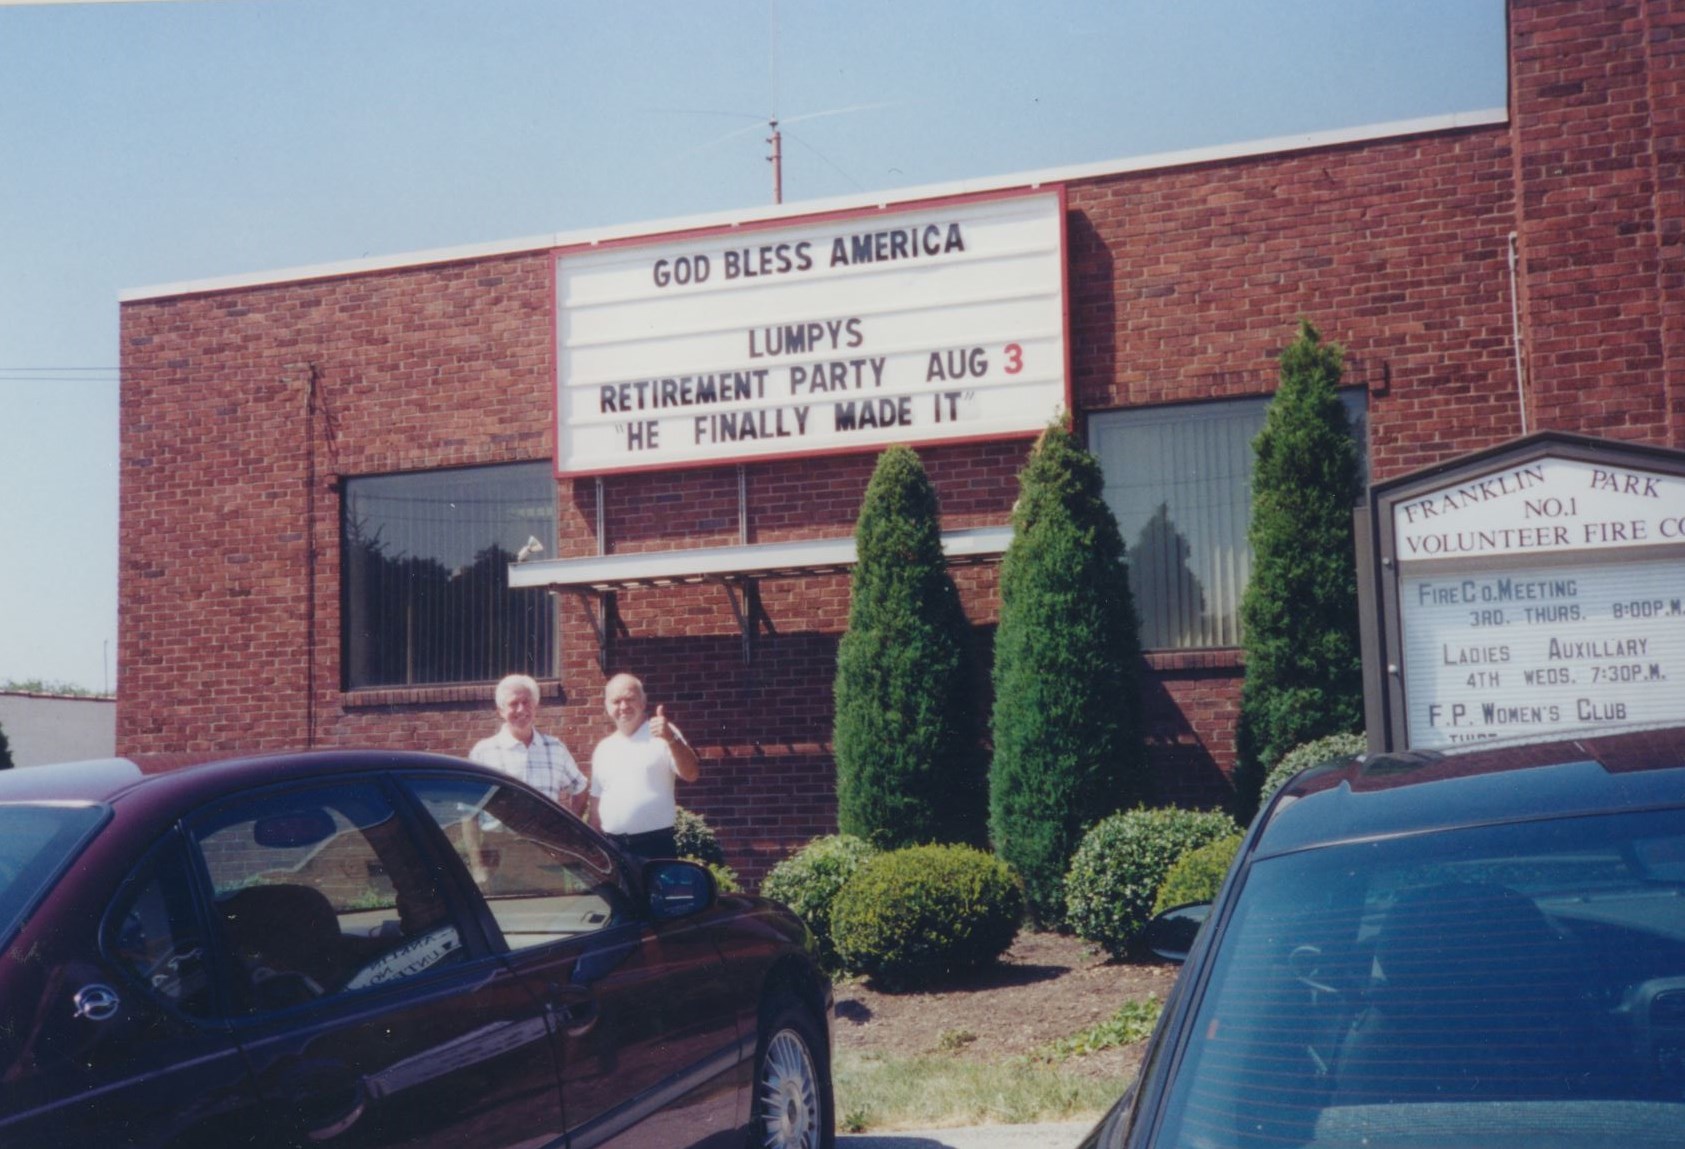 GOD BLESS AMERICA
LUMPYS
RETIREMENT PARTY AUG 3
"HE FINALLY MADE IT"
FRANKLIN PARK
NO.1
VOLUNTEER FIRE CO
FIRE CO. MEETING
3RD. THURS. 8:00P.M.
LADIES AUXILLARY
4TH WEDS. 7:30P.M.
F.P. WOMEN'S CLUB